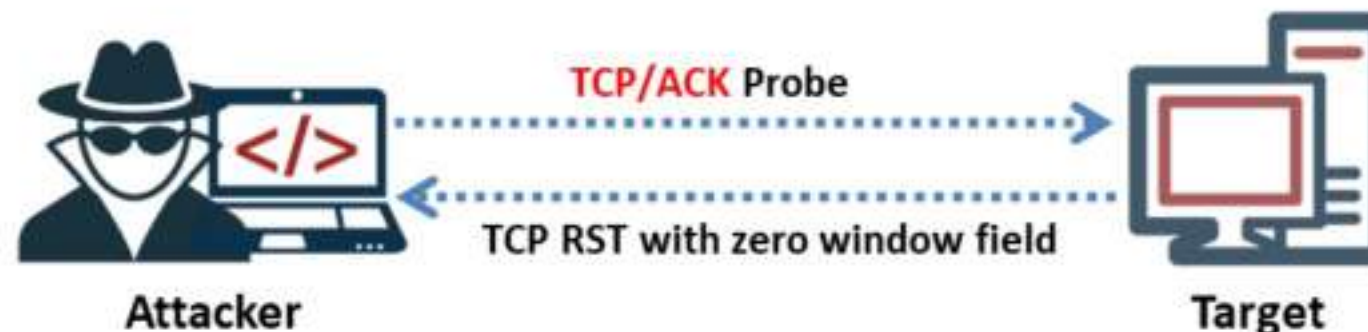 TCP/ACK Probe
</>
TCP RST with zero window field
Attacker
Target